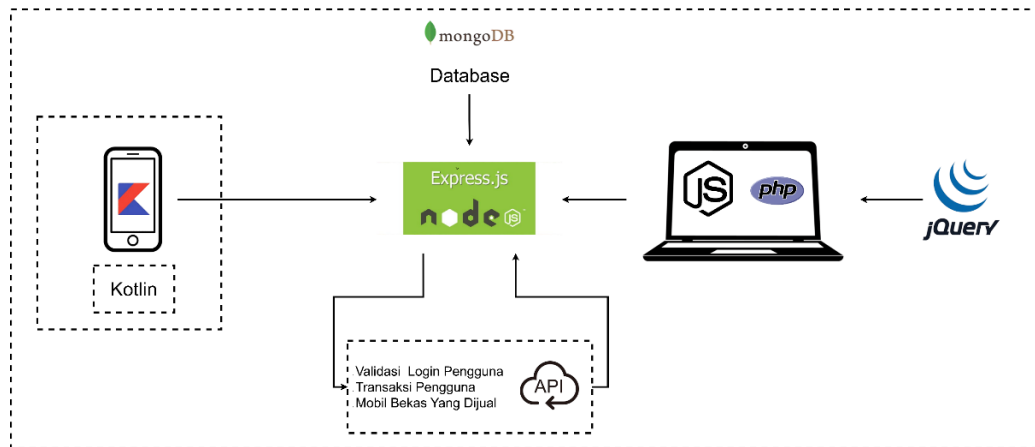 mongoDB
Database
Express.js
node
JS
JS
php
jQuery
Kotlin
Validasi Login Pengguna
Transaksi Pengguna
Mobil Bekas Yang Dijual
API